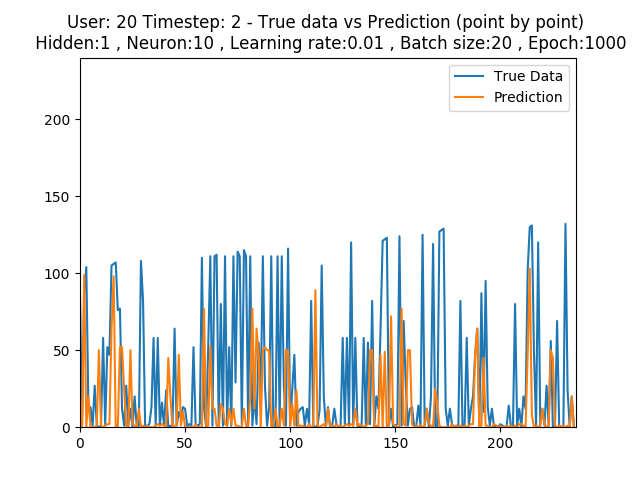 User: 20 Timestep: 2 - True data vs Prediction (point by point)
Hidden:1 , Neuron:10 , Learning rate:0.01 , Batch size:20 , Epoch:1000
True Data
Prediction
200
150
100
50
0
0 50 100 150 200